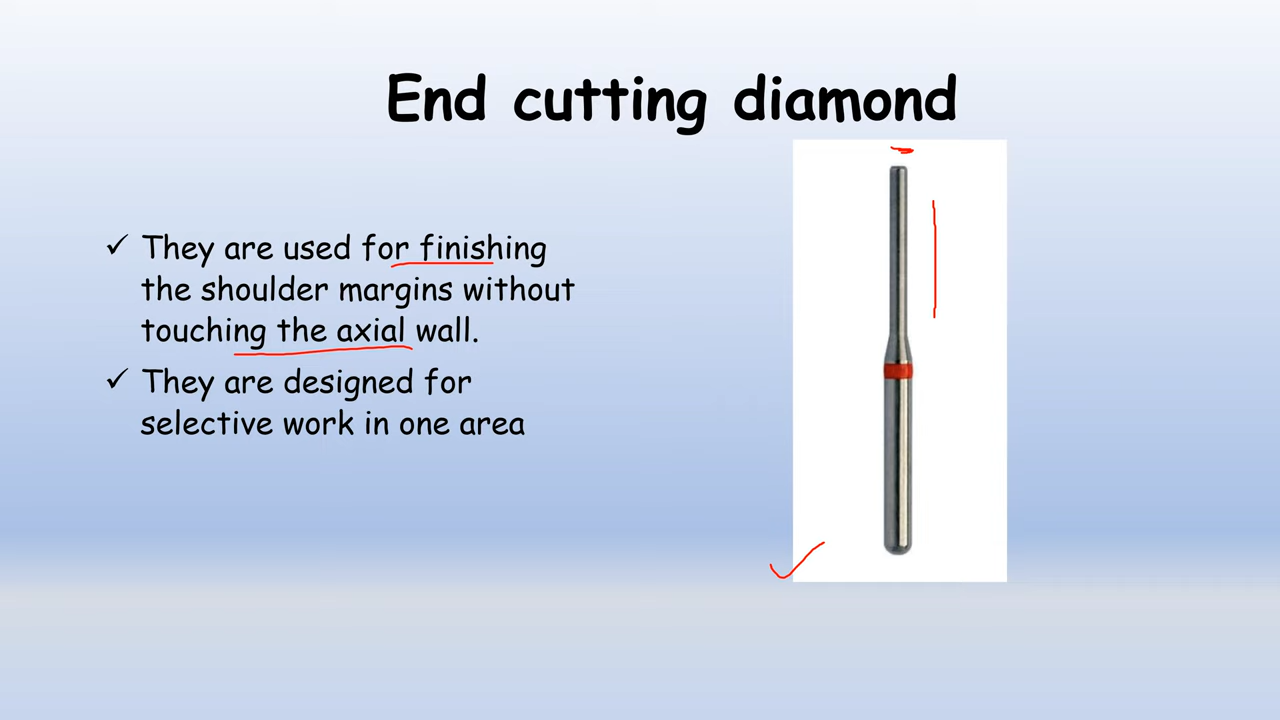 End cutting diamond
✓ They are used for finishing
the shoulder margins without
touching the axial wall.
✓ They are designed for
selective work in one area